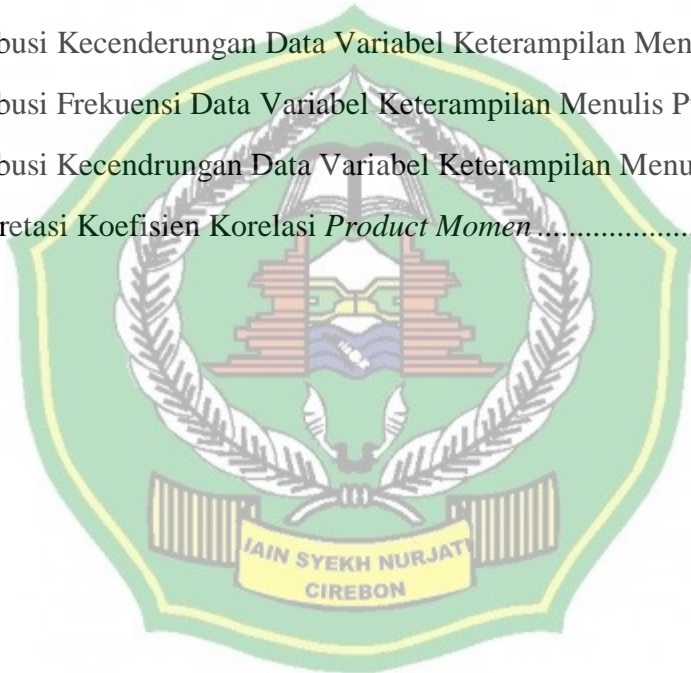 busi Kecenderungan Data Variabel Keterampilan Men
busi Frekuensi Data Variabel Keterampilan Menulis P
busi Kecendrungan Data Variabel Keterampilan Menu
retasi Koefisien Korelasi Product Momen ....................
IAIN SYEKH NURJATI
CIREBON